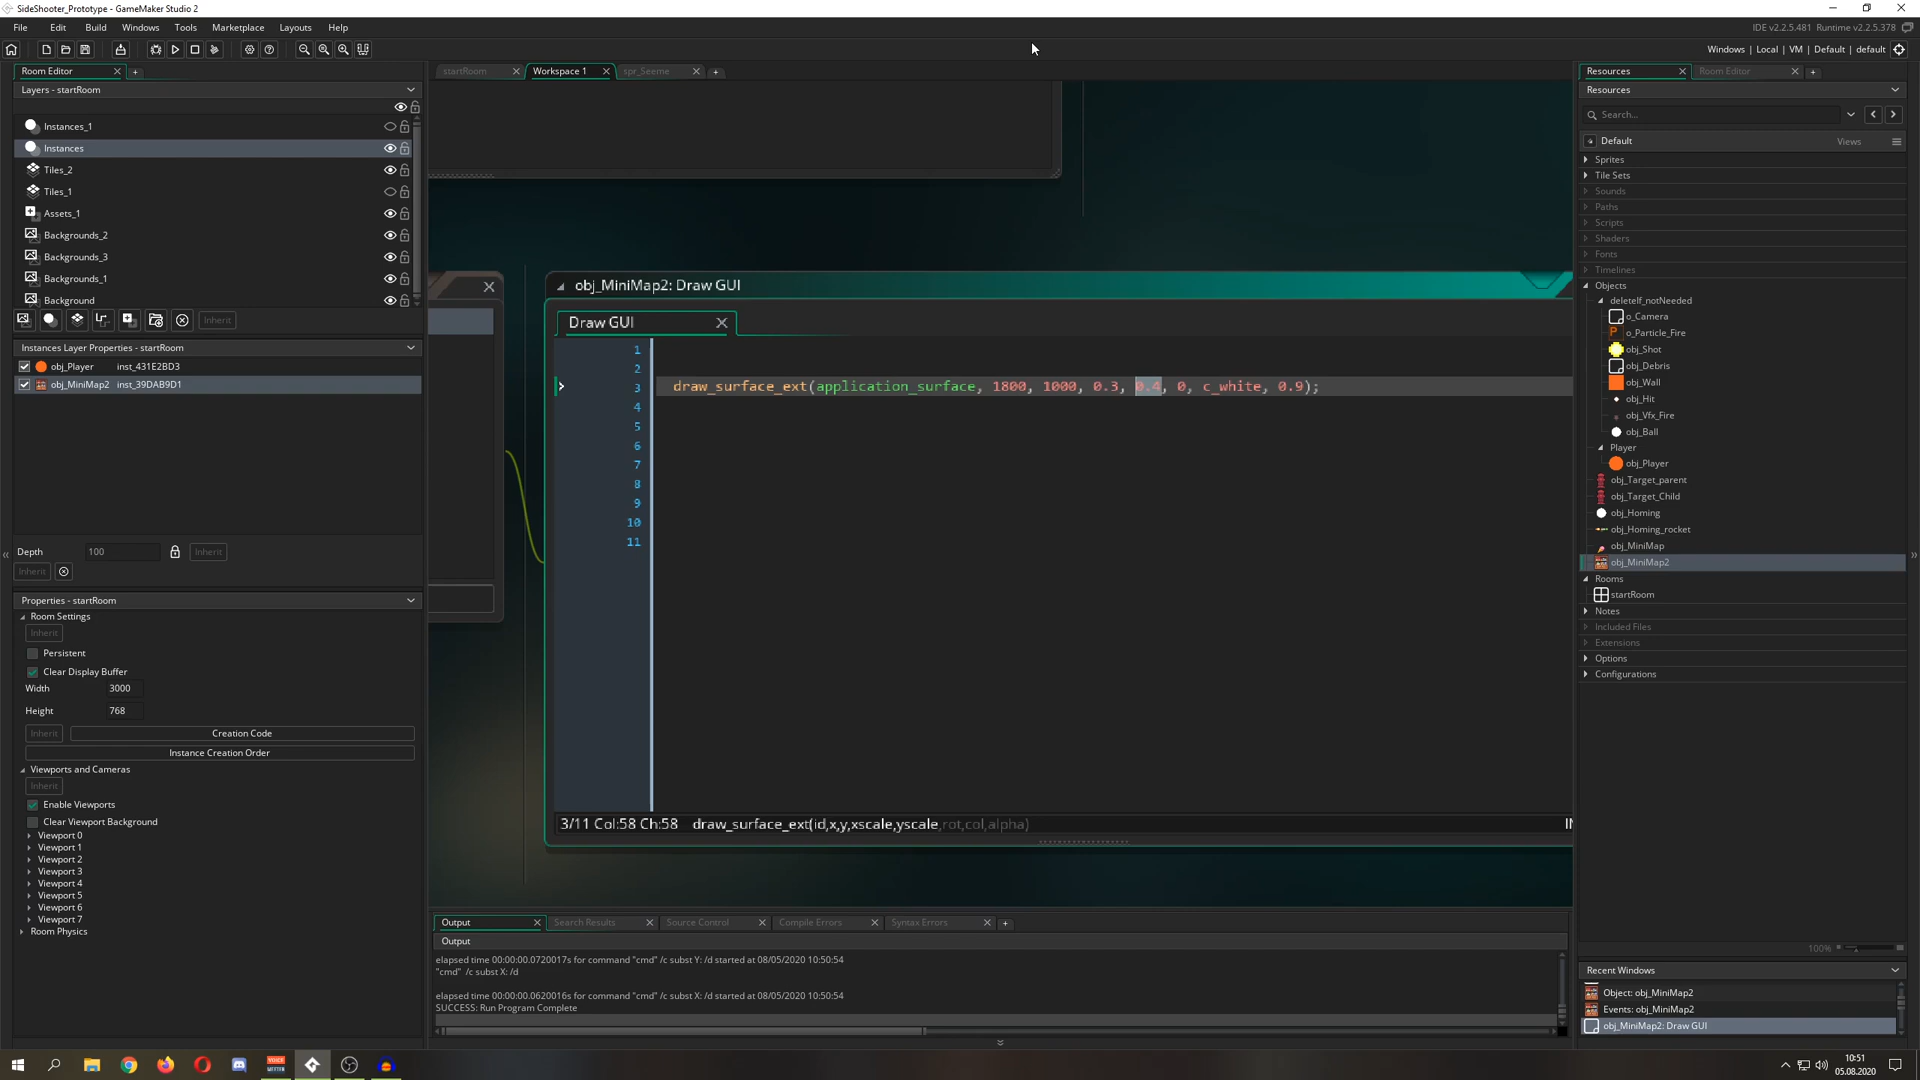 SideShooter_Prototype - GameMaker Studio 2
File Edit Build Windows Tools Marketplace Layouts Help
IDE v2.2.5.481 Runtime v2.2.5.378
Windows | Local | VM | Default | default
Room Editor
Layers - startRoom
Instances_1
Instances
Tiles_2
Tiles_1
Assets_1
Backgrounds_2
Backgrounds_3
Backgrounds_1
Background
Inherit
Instances Layer Properties - startRoom
obj_Player inst_431E2BD3
obj_MiniMap2 inst_39DAB9D1
Depth 100 Inherit
Inherit
Properties - startRoom
Room Settings
Inherit
Persistent
Clear Display Buffer
Width 3000
Height 768
Inherit Creation Code
Instance Creation Order
Viewports and Cameras
Inherit
Enable Viewports
Clear Viewport Background
Viewport 0
Viewport 1
Viewport 2
Viewport 3
Viewport 4
Viewport 5
Viewport 6
Viewport 7
Room Physics
startRoom Workspace 1 spr_Seeme
obj_MiniMap2: Draw GUI
Draw GUI
1
2
3 draw_surface_ext(application_surface, 1800, 1000, 0.3, 0.4, 0, c_white, 0.9);
4
5
6
7
8
9
10
11
3/11 Col:58 Ch:58 draw_surface_ext(id,x,y,xscale,yscale,rot,col,alpha)
Output Search Results Source Control Compile Errors Syntax Errors
Output
elapsed time 00:00:00.0720017s for command "cmd" /c subst Y: /d started at 08/05/2020 10:50:54
"cmd" /c subst X: /d
elapsed time 00:00:00.0620016s for command "cmd" /c subst X: /d started at 08/05/2020 10:50:54
SUCCESS: Run Program Complete
Resources Room Editor
Resources
Search...
Default Views
Sprites
Tile Sets
Sounds
Paths
Scripts
Shaders
Fonts
Timelines
Objects
deleteIf_notNeeded
o_Camera
o_Particle_Fire
obj_Shot
obj_Debris
obj_Wall
obj_Hit
obj_Vfx_Fire
obj_Ball
Player
obj_Player
obj_Target_parent
obj_Target_Child
obj_Homing
obj_Homing_rocket
obj_MiniMap
obj_MiniMap2
Rooms
startRoom
Notes
Included Files
Extensions
Options
Configurations
100%
Recent Windows
Object: obj_MiniMap2
Events: obj_MiniMap2
obj_MiniMap2: Draw GUI
10:51
05.08.2020